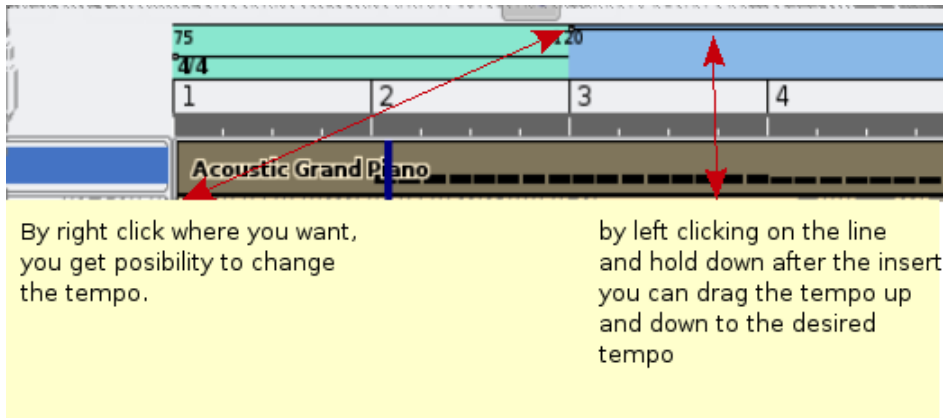 75 120
4/4
1 2 3 4
Acoustic Grand Piano
By right click where you want,
you get posibility to change
the tempo.
by left clicking on the line
and hold down after the insert
you can drag the tempo up
and down to the desired
tempo